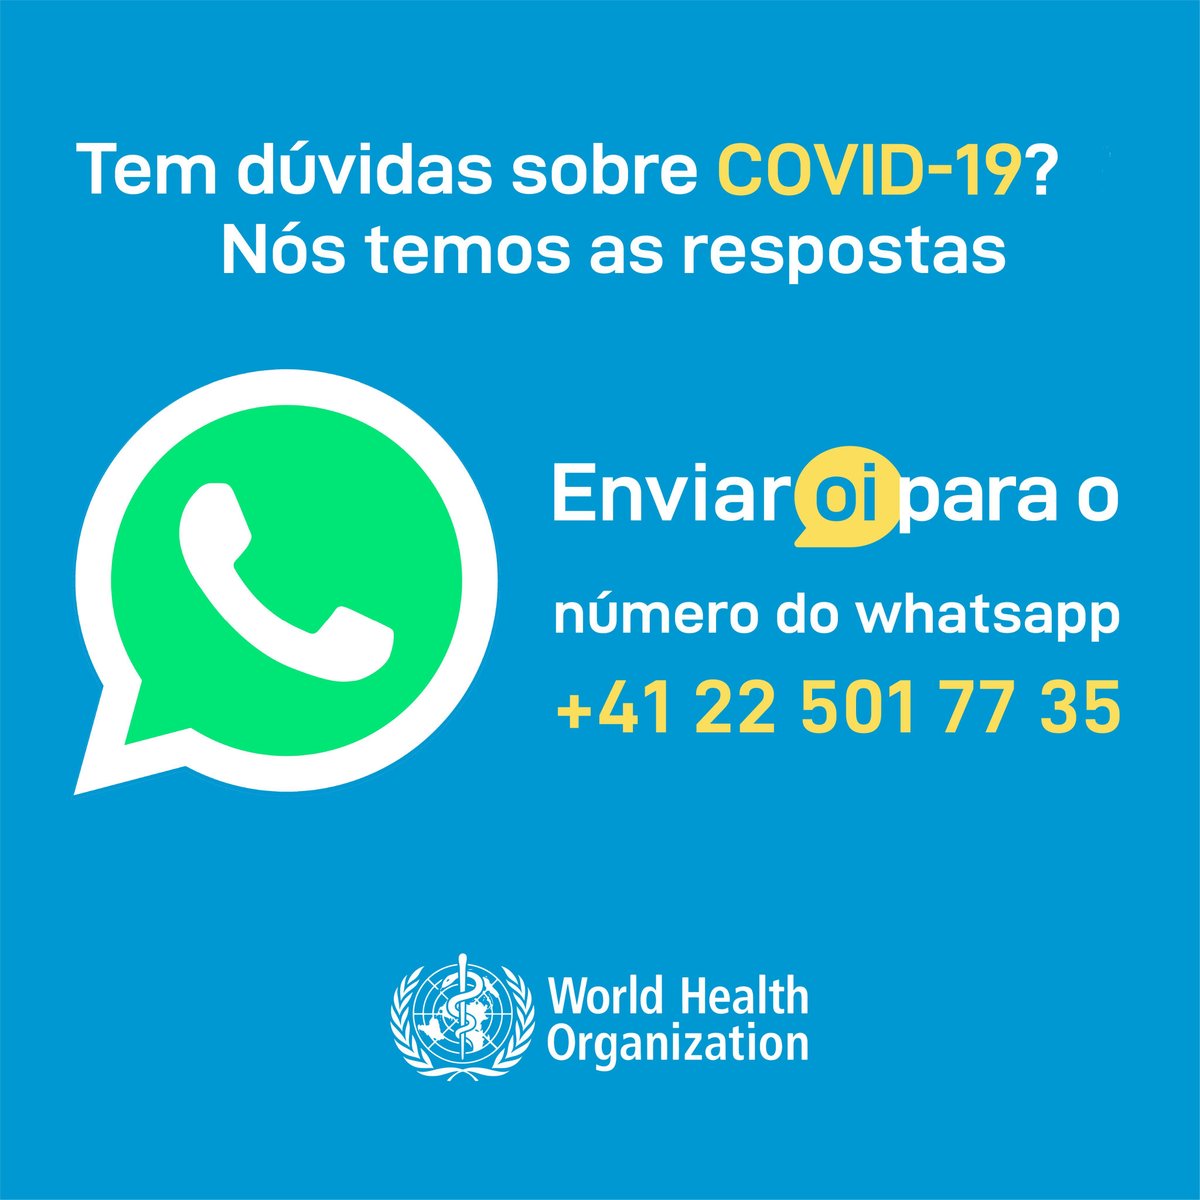 Tem dúvidas sobre COVID-19?
Nós temos as respostas
Enviar oi para o
número do whatsapp
+41 22 501 77 35
World Health
Organization